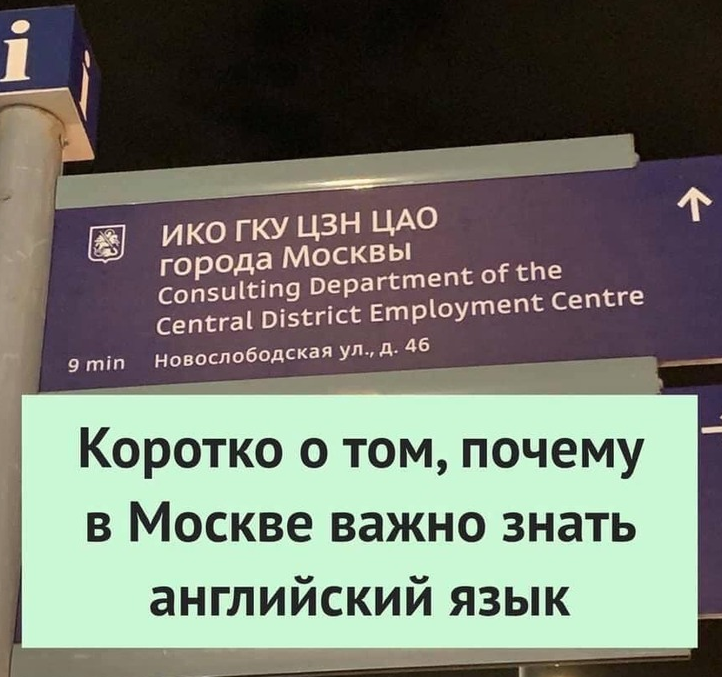 i
i
ИКО ГКУ ЦЗН ЦАО
города Москвы
Consulting Department of the
Central District Employment Centre
9 min Новослободская ул., д. 46
Коротко о том, почему
в Москве важно знать
английский язык